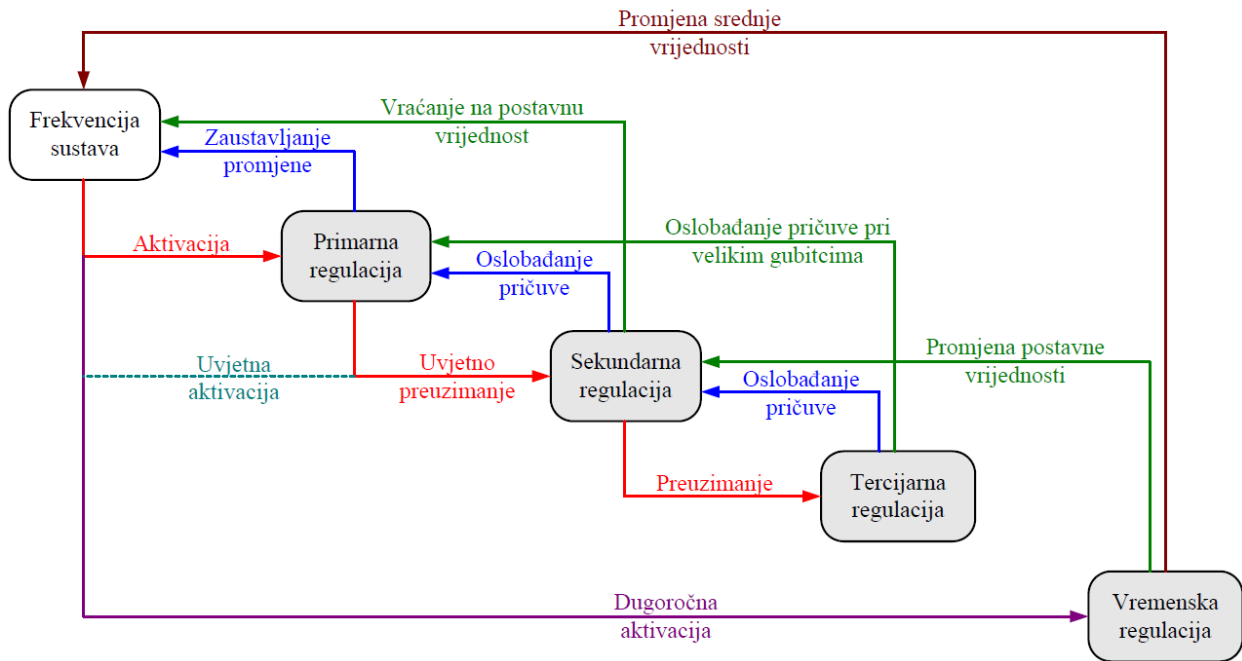 Promjena srednje
vrijednosti
Frekvencija
sustava
Vraćanje na postavnu
vrijednost
Zaustavljanje
promjene
Aktivacija
Primarna
regulacija
Oslobađanje pričuve pri
velikim gubitcima
Oslobađanje
pričuve
Uvjetna
aktivacija
Uvjetno
preuzimanje
Sekundarna
regulacija
Promjena postavne
vrijednosti
Oslobađanje
pričuve
Preuzimanje
Tercijarna
regulacija
Dugoročna
aktivacija
Vremenska
regulacija